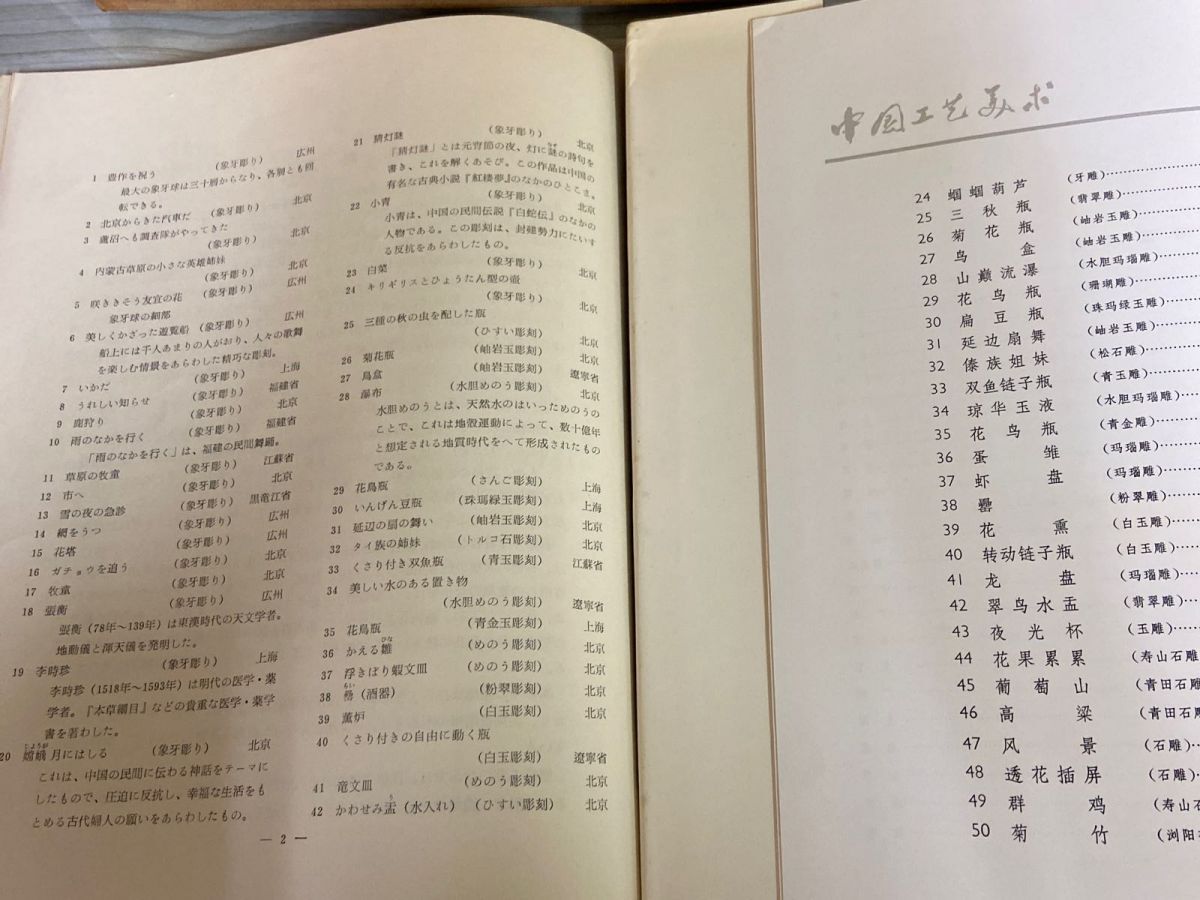 1 豊作を祝う (象牙彫り) 広州
最大の象牙球は三十層からなり、各層とも回
転できる。
2 北京からきた汽車だ (象牙彫り) 北京
3 蘆沼へも調査隊がやってきた
(象牙彫り) 北京
4 内蒙古草原の小さな英雄姉妹
(象牙彫り) 北京
5 咲ききそう友宜の花 (象牙彫り) 広州
象牙球の細部
6 美しくかざった遊覧船 (象牙彫り) 広州
船上には千人あまりの人がおり、人々の歌舞
を楽しむ情景をあらわした精巧な彫刻。
7 いかだ (象牙彫り) 上海
8 うれしい知らせ (象牙彫り) 福建省
9 鹿狩り (象牙彫り) 北京
10 雨のなかを行く (象牙彫り) 福建省
「雨のなかを行く」は、福建の民間舞踊。
11 草原の牧童 (象牙彫り) 江蘇省
12 市へ (象牙彫り) 北京
13 雪の夜の急診 (象牙彫り) 黒竜江省
14 網をうつ (象牙彫り) 広州
15 花塔 (象牙彫り) 広州
16 ガチョウを追う (象牙彫り) 北京
17 牧童 (象牙彫り) 北京
18 張衡 (象牙彫り) 広州
張衡(78年~139年)は東漢時代の天文学者。
地動儀と渾天儀を発明した。
19 李時珍 (象牙彫り) 上海
李時珍(1518年~1593年)は明代の医学・薬
学者。『本草綱目』などの貴重な医学・薬学
書を著わした。
20 嫦娥月にはしる (象牙彫り) 北京
これは、中国の民間に伝わる神話をテーマに
したもので、圧迫に反抗し、幸福な生活をも
とめる古代婦人の願いをあらわしたもの。
21 猜灯謎 (象牙彫り) 北京
「猜灯謎」とは元宵節の夜、灯に謎の詩句を
書き、これを解くあそび。この作品は中国の
有名な古典小説『紅楼夢』のなかのひとこま。
22 小青 (象牙彫り) 北京
小青は、中国の民間伝説『白蛇伝』のなかの
人物である。この彫刻は、封建勢力にたいす
る反抗をあらわしたもの。
23 白菜 (象牙彫り) 北京
24 キリギリスとひょうたん型の壺
(象牙彫り) 北京
25 三種の秋の虫を配した瓶
(ひすい彫刻) 北京
26 菊花瓶 (岫岩玉彫刻) 北京
27 鳥盒 (岫岩玉彫刻) 遼寧省
28 瀑布 (水胆めのう彫刻) 北京
水胆めのうとは、天然水のはいっためのうの
ことで、これは地殻運動によって、数十億年
と想定される地質時代をへて形成されたもの
である。
29 花鳥瓶 (さんご彫刻) 上海
30 いんげん豆瓶 (珠瑪緑玉彫刻) 上海
31 延辺の扇の舞い (岫岩玉彫刻) 北京
32 タイ族の姉妹 (トルコ石彫刻) 北京
33 くさり付き双魚瓶 (青玉彫刻) 江蘇省
34 美しい水のある置き物
(水胆めのう彫刻) 遼寧省
35 花鳥瓶 (青金玉彫刻) 上海
36 かえる雛 (めのう彫刻) 北京
37 浮きぼり蝦文皿 (めのう彫刻) 北京
38 (酒器) (粉翠彫刻) 北京
39 薫炉 (白玉彫刻) 北京
40 くさり付きの自由に動く瓶
(白玉彫刻) 遼寧省
41 竜文皿 (めのう彫刻) 北京
42 かわせみ盂(水入れ) (ひすい彫刻) 北京
— 2 —
中国工艺美术
24 蝈蝈葫芦 (牙雕)
25 三秋瓶 (翡翠雕)
26 菊花瓶 (岫岩玉雕)
27 鸟盒 (岫岩玉雕)
28 山巅流瀑 (水胆玛瑙雕)
29 花鸟瓶 (珊瑚雕)
30 扁豆瓶 (珠玛绿玉雕)
31 延边扇舞 (岫岩玉雕)
32 傣族姐妹 (松石雕)
33 双鱼链子瓶 (青玉雕)
34 琼华玉液 (水胆玛瑙雕)
35 花鸟瓶 (青金雕)
36 蛋雏 (玛瑙雕)
37 虾盘 (玛瑙雕)
38 罍 (粉翠雕)
39 花熏 (白玉雕)
40 转动链子瓶 (白玉雕)
41 龙盘 (玛瑙雕)
42 翠鸟水盂 (翡翠雕)
43 夜光杯 (玉雕)
44 花果累累 (寿山石雕
45 葡萄山 (青田石雕
46 高粱 (青田石雕
47 风景 (石雕)
48 透花插屏 (石雕)
49 群鸡 (寿山石
50 菊竹 (浏阳